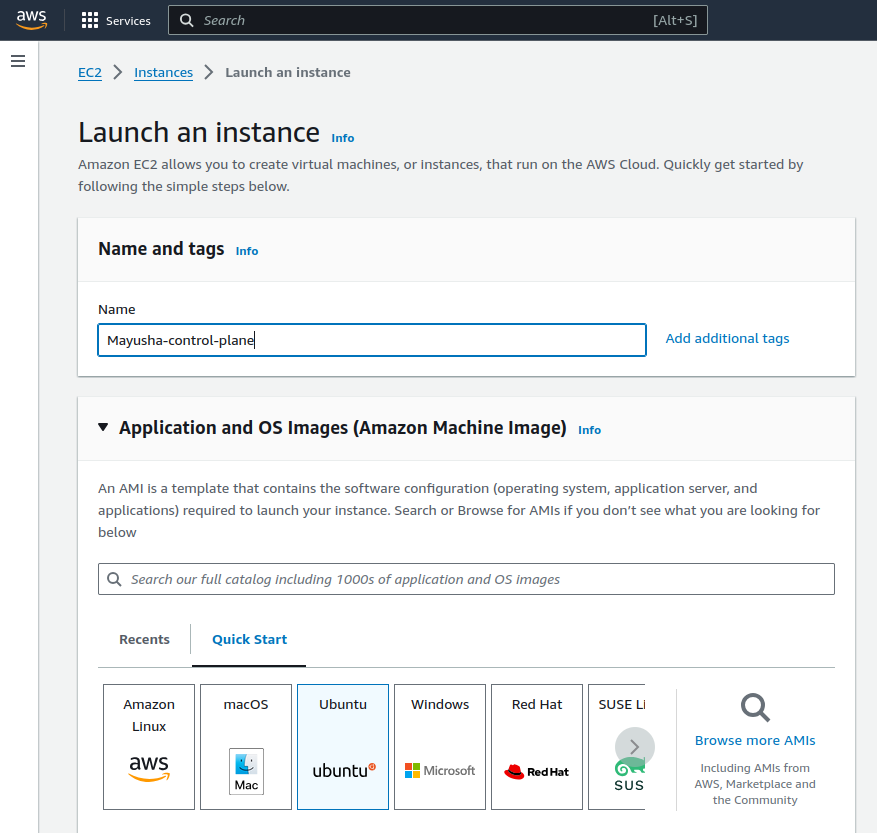 aws
Services
Search
[Alt+S]
EC2
Instances
Launch an instance
Launch an instance
Info
Amazon EC2 allows you to create virtual machines, or instances, that run on the AWS Cloud. Quickly get started by
following the simple steps below.
Name and tags
Info
Name
Mayusha-control-plane
Add additional tags
Application and OS Images (Amazon Machine Image)
Info
An AMI is a template that contains the software configuration (operating system, application server, and
applications) required to launch your instance. Search or Browse for AMIs if you don't see what you are looking for
below
Search our full catalog including 1000s of application and OS images
Recents
Quick Start
Amazon
Linux
aws
macOS
Mac
Ubuntu
ubuntu
Windows
Microsoft
Red Hat
Red Hat
SUSE Li
SUS
Browse more AMIs
Including AMIs from
AWS, Marketplace and
the Community